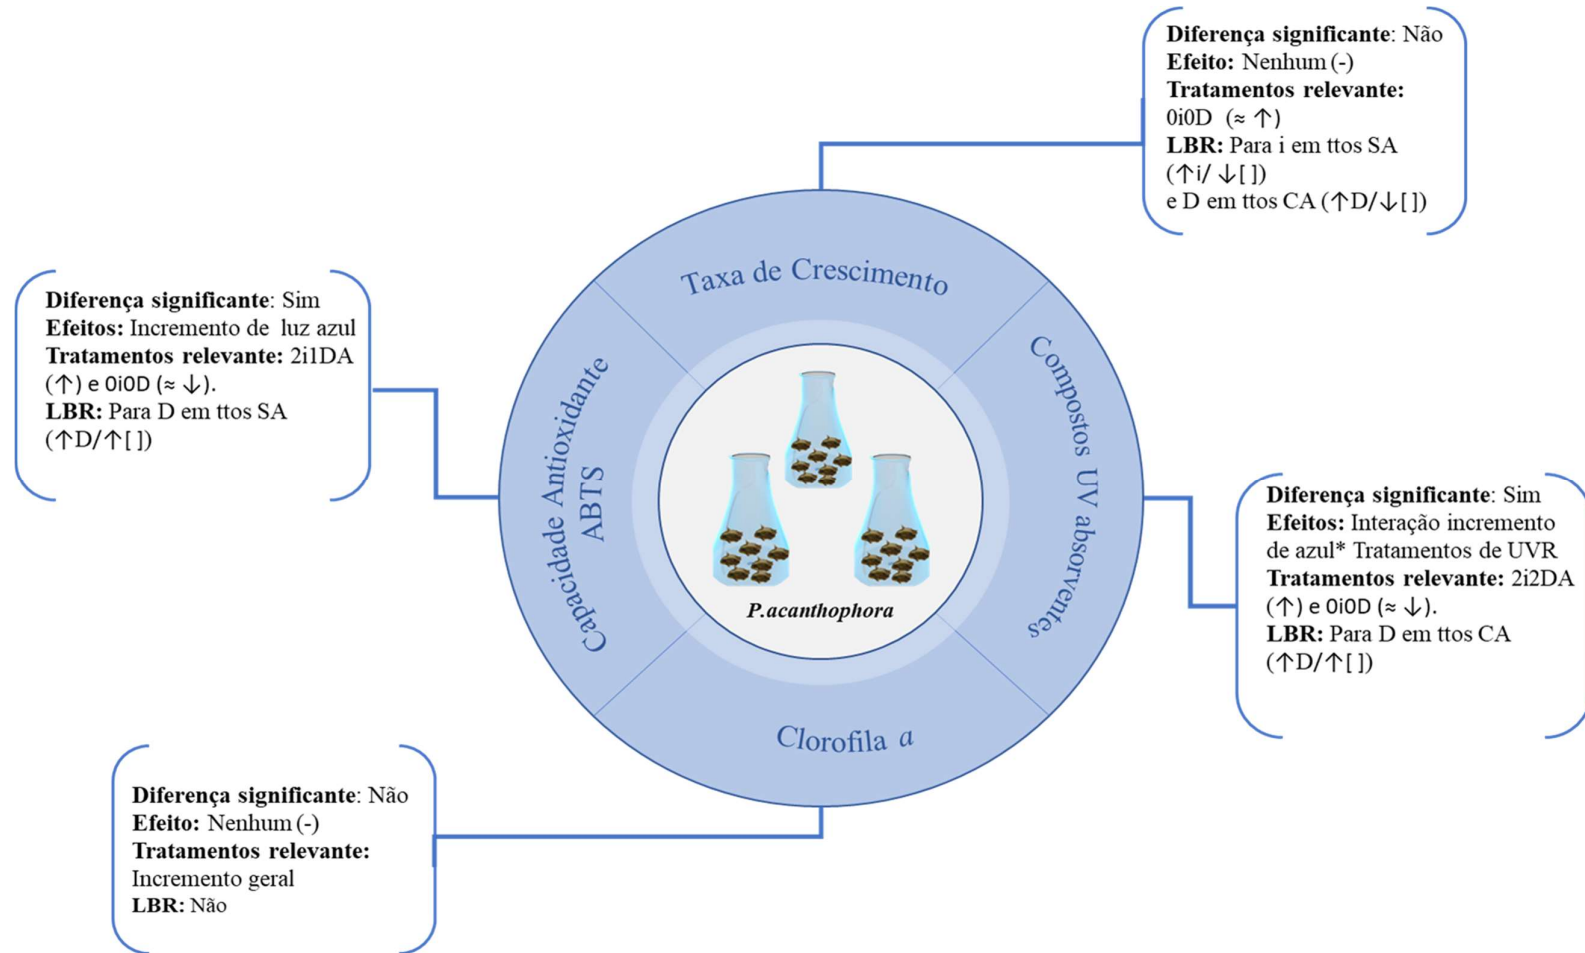 Diferença significante: Não
Efeito: Nenhum (-)
Tratamentos relevante:
0i0D (≈ ↑)
LBR: Para i em ttos SA
(↑i/ ↓[ ])
e D em ttos CA (↑D/↓[ ])
Diferença significante: Sim
Efeitos: Incremento de luz azul
Tratamentos relevante: 2i1DA
(↑) e 0i0D (≈ ↓).
LBR: Para D em ttos SA
(↑D/↑[ ])
Taxa de Crescimento
Capacidade Antioxidante
ABTS
Compostos UV absorventes
P.acanthophora
Clorofila a
Diferença significante: Sim
Efeitos: Interação incremento
de azul* Tratamentos de UVR
Tratamentos relevante: 2i2DA
(↑) e 0i0D (≈ ↓).
LBR: Para D em ttos CA
(↑D/↑[ ])
Diferença significante: Não
Efeito: Nenhum (-)
Tratamentos relevante:
Incremento geral
LBR: Não